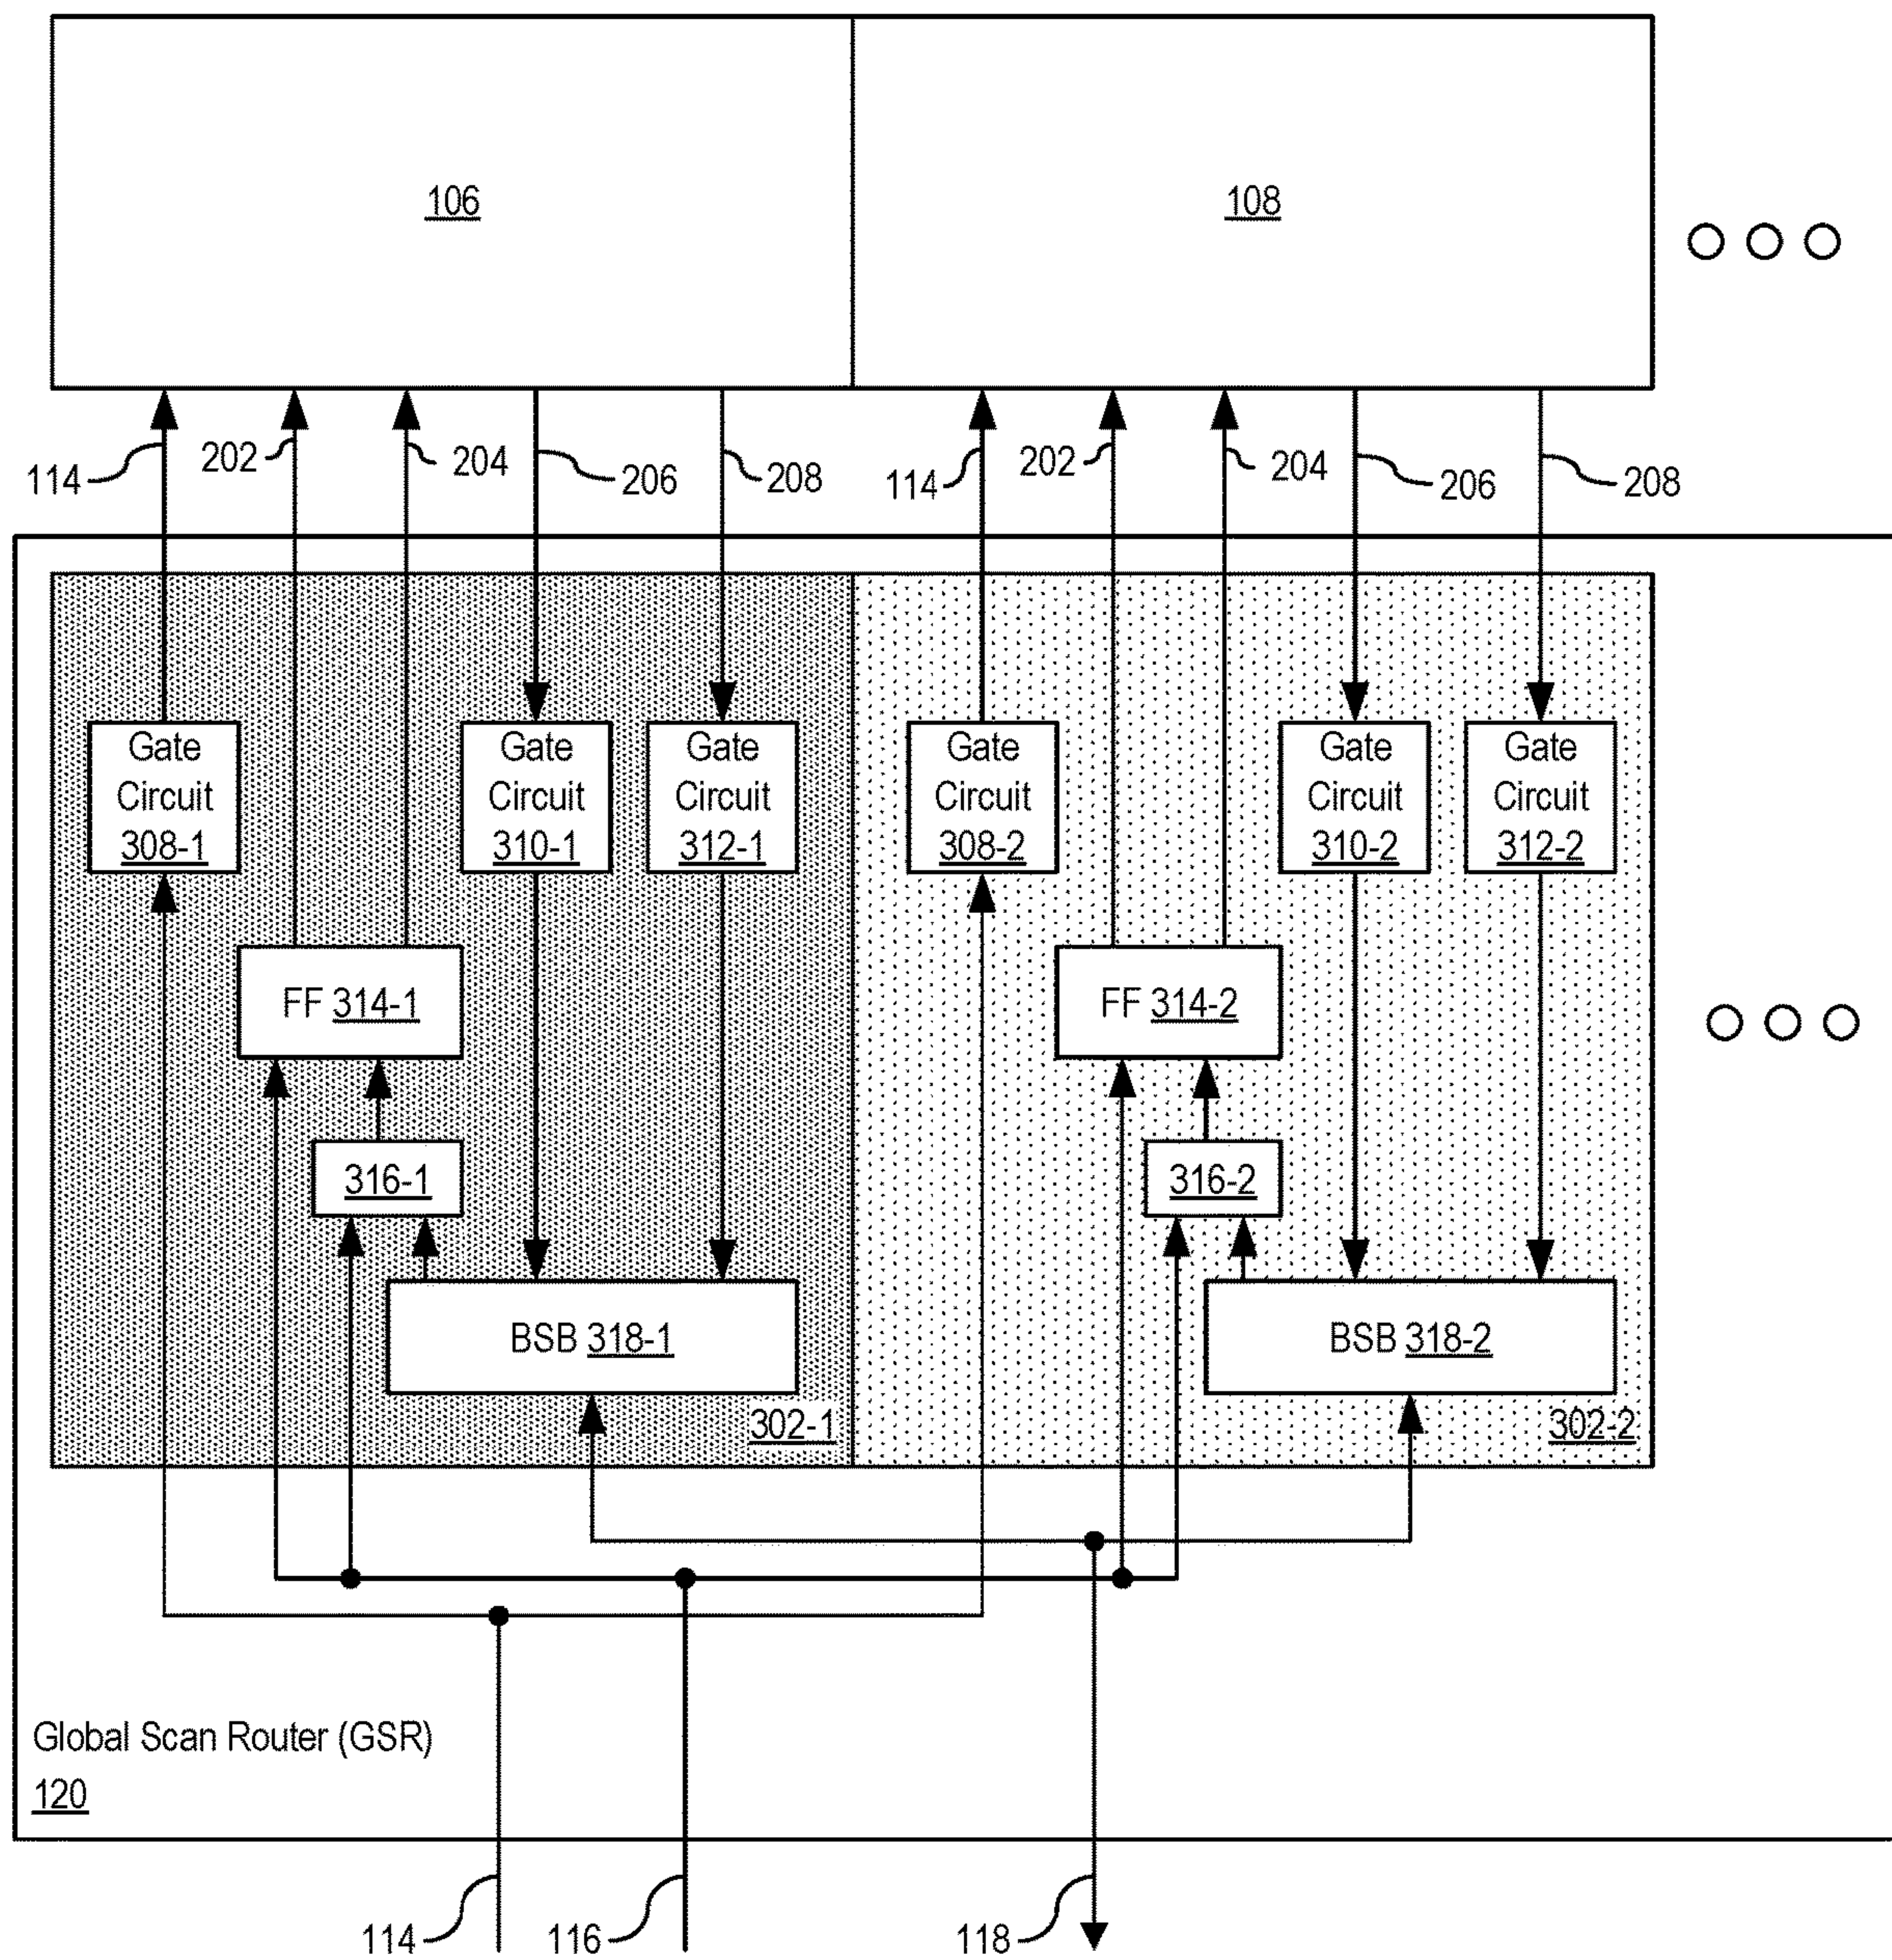 106
108
114
202
204
206
208
114
202
204
206
208
Gate
Circuit
308-1
Gate
Circuit
310-1
Gate
Circuit
312-1
Gate
Circuit
308-2
Gate
Circuit
310-2
Gate
Circuit
312-2
FF 314-1
FF 314-2
316-1
316-2
BSB 318-1
BSB 318-2
302-1
302-2
Global Scan Router (GSR)
120
114
116
118